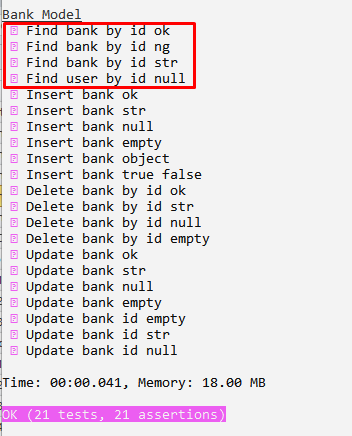 Bank Model
Find bank by id ok
Find bank by id ng
Find bank by id str
Find user by id null
Insert bank ok
Insert bank str
Insert bank null
Insert bank empty
Insert bank object
Insert bank true false
Delete bank by id ok
Delete bank by id str
Delete bank by id null
Delete bank by id empty
Update bank ok
Update bank str
Update bank null
Update bank empty
Update bank id empty
Update bank id str
Update bank id null
Time: 00:00.041, Memory: 18.00 MB
OK (21 tests, 21 assertions)